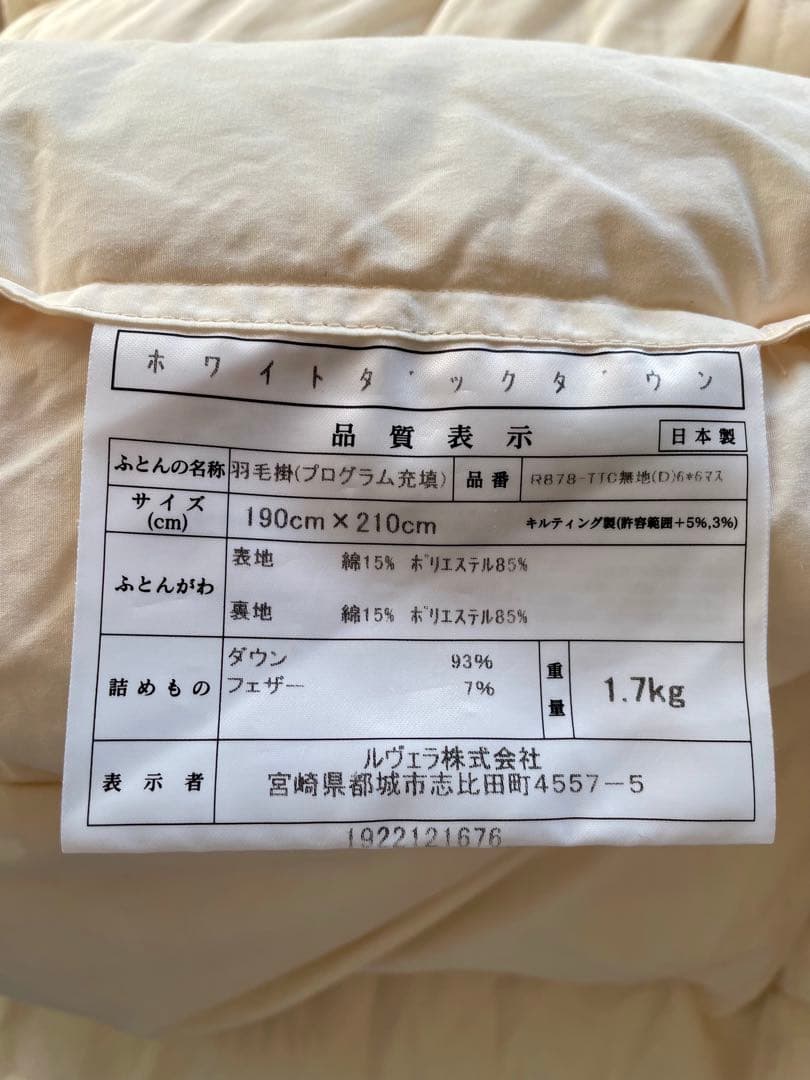 ホワイトダックダウン
品質表示 日本製
ふとんの名称 羽毛掛(プログラム充填) 品番 R878-TTC無地(D)6*6マス
サイズ(cm) 190cm×210cm キルティング製(許容範囲+5%,3%)
ふとんがわ 表地 綿15% ポリエステル85%
裏地 綿15% ポリエステル85%
詰めもの ダウン 93% 重量 1.7kg
フェザー 7%
表示者 ルヴェラ株式会社
宮崎県都城市志比田町4557-5
1922121676